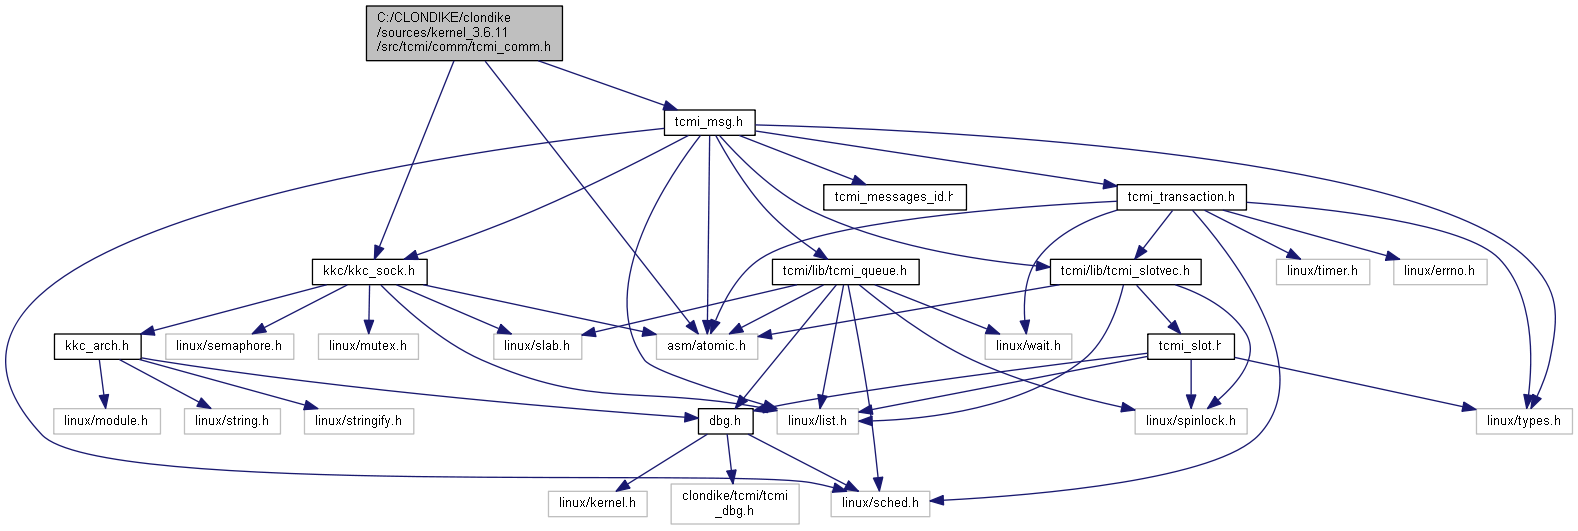 C:/CLONDIKE/clondike
/sources/kernel_3.6.11
/src/tcmi/comm/tcmi_comm.h
tcmi_msg.h
tcmi_messages_id.h
tcmi_transaction.h
kkc/kkc_sock.h
tcmi/lib/tcmi_queue.h
tcmi/lib/tcmi_slotvec.h
linux/timer.h
linux/errno.h
kkc_arch.h
linux/semaphore.h
linux/mutex.h
linux/slab.h
asm/atomic.h
linux/wait.h
tcmi_slot.h
linux/module.h
linux/string.h
linux/stringify.h
dbg.h
linux/list.h
linux/spinlock.h
linux/types.h
linux/kernel.h
clondike/tcmi/tcmi
_dbg.h
linux/sched.h